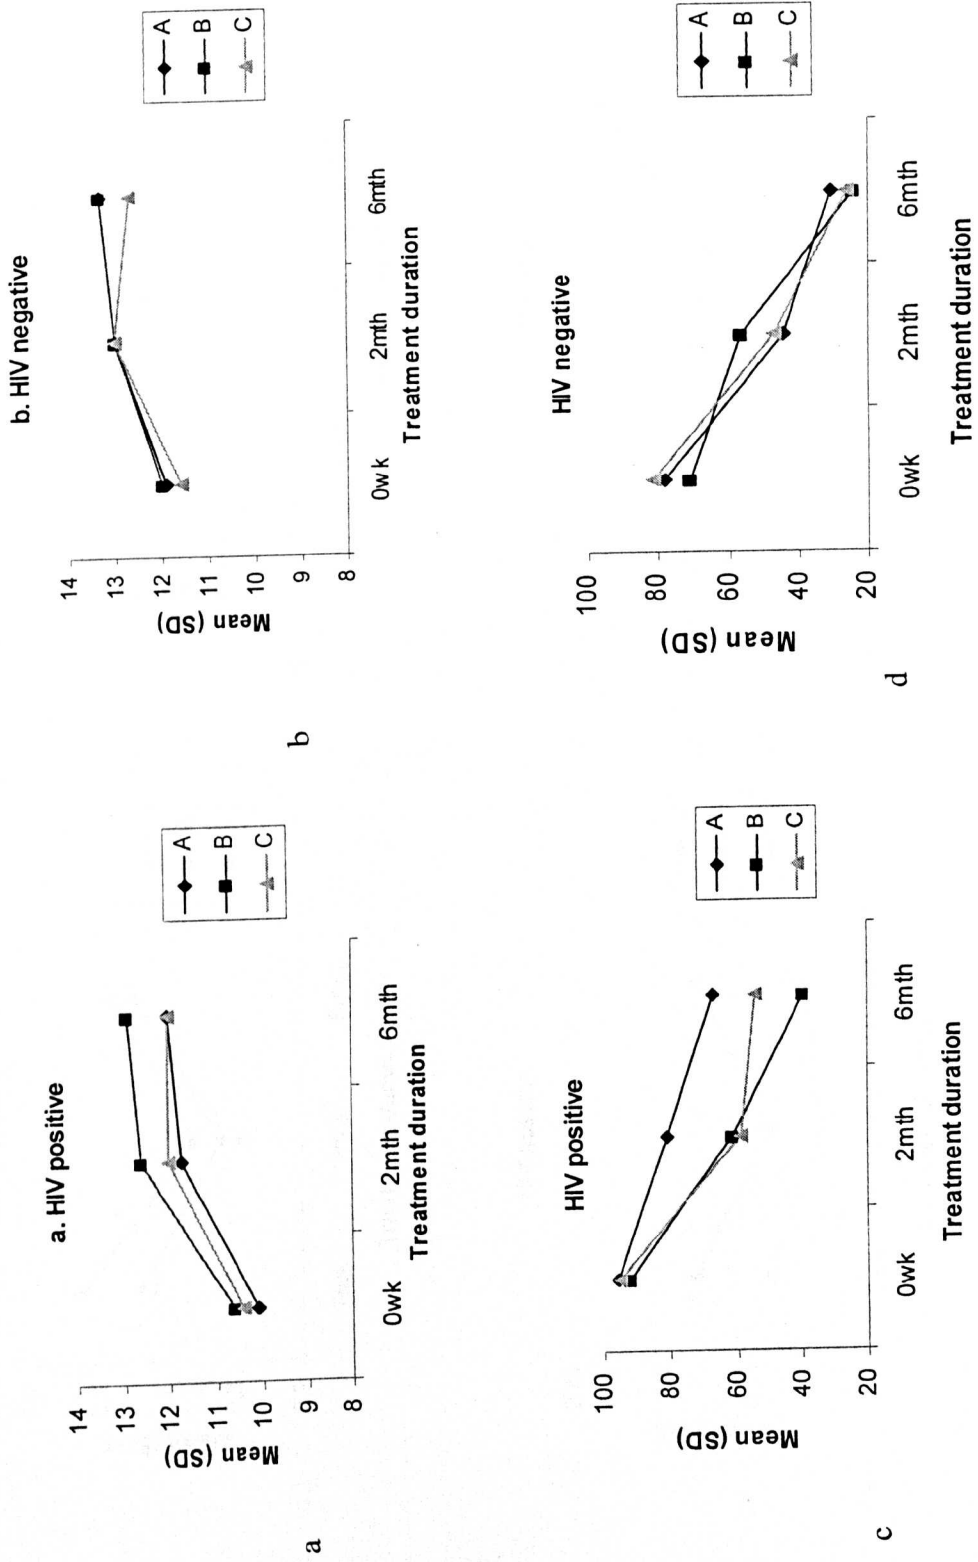 a. HIV positive
14
13
12
11
10
8
Mean (SD)
0wk 2mth 6mth
Treatment duration
A
B
C
a
b. HIV negative
14
13
12
11
10
9
8
Mean (SD)
0wk 2mth 6mth
Treatment duration
A
B
C
b
HIV positive
100
80
60
40
20
Mean (SD)
0wk 2mth 6mth
Treatment duration
A
B
C
c
HIV negative
100
80
60
40
20
Mean (SD)
0wk 2mth 6mth
Treatment duration
A
B
C
d